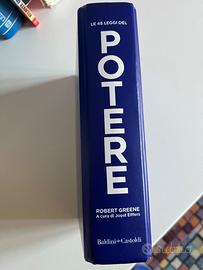 LE 48 LEGGI DEL
POTERE
ROBERT GREENE
A cura di Joost Elffers
Baldini+Castoldi